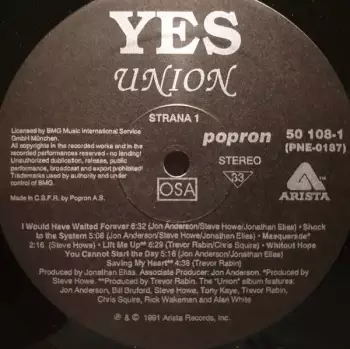 YES
UNION
STRANA 1
Licensed by BMG Music International Service
GmbH München.
All copyrights in the recorded works and in the
recorded performances reserved - no lending!
Unauthorized publication, release, public
performance, broadcast and export prohibited!
Trademarks used by authority and under
control of BMG.
Made in C.S.F.R. by Popron A.S.
OSA
popron
STEREO
33
50 108-1
(PNE-0187)
ARISTA
I Would Have Waited Forever 6:32 (Jon Anderson/Steve Howe/Jonathan Elias) • Shock
to the System 5:08 (Jon Anderson/Steve Howe/Jonathan Elias) • Masquerade*
2:16 (Steve Howe) • Lift Me Up** 6:29 (Trevor Rabin/Chris Squire) • Whitout Hope
You Cannot Start the Day 5:16 (Jon Anderson/Jonathan Elias)
Saving My Heart** 4:38 (Trevor Rabin)
Produced by Jonathan Elias. Associate Producer: Jon Anderson. *Produced by
Steve Howe. **Produced by Trevor Rabin. The "Union" album features:
Jon Anderson, Bill Bruford, Steve Howe, Tony Kaye, Trevor Rabin,
Chris Squire, Rick Wakeman and Alan White
℗ & © 1991 Arista Records, Inc.